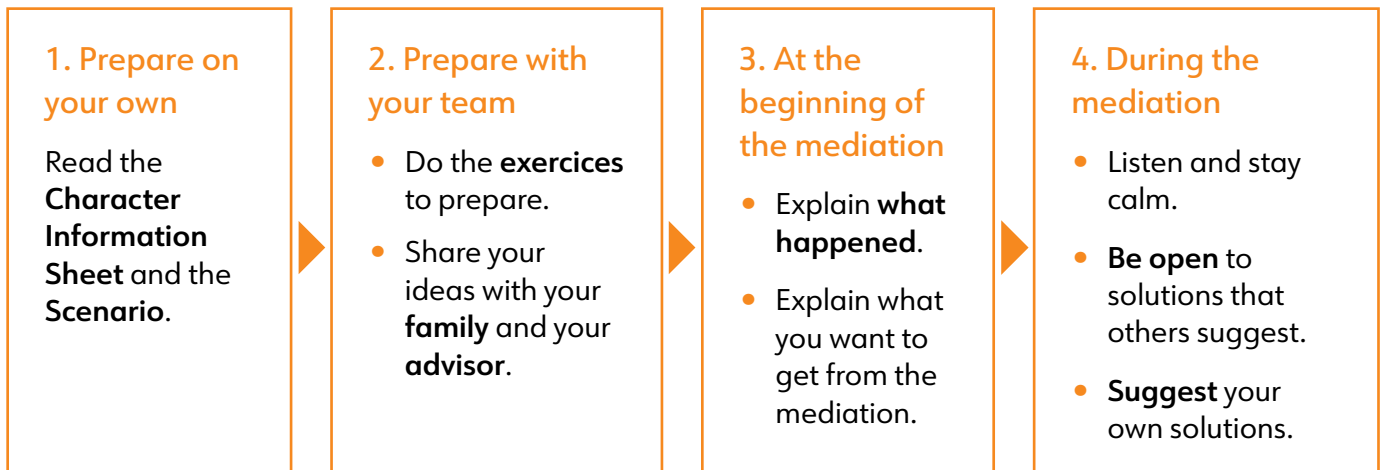 1. Prepare on
your own
Read the
Character
Information
Sheet and the
Scenario.
2. Prepare with
your team
• Do the exercices
to prepare.
• Share your
ideas with your
family and your
advisor.
3. At the
beginning of
the mediation
• Explain what
happened.
• Explain what
you want to
get from the
mediation.
4. During the
mediation
• Listen and stay
calm.
• Be open to
solutions that
others suggest.
• Suggest your
own solutions.